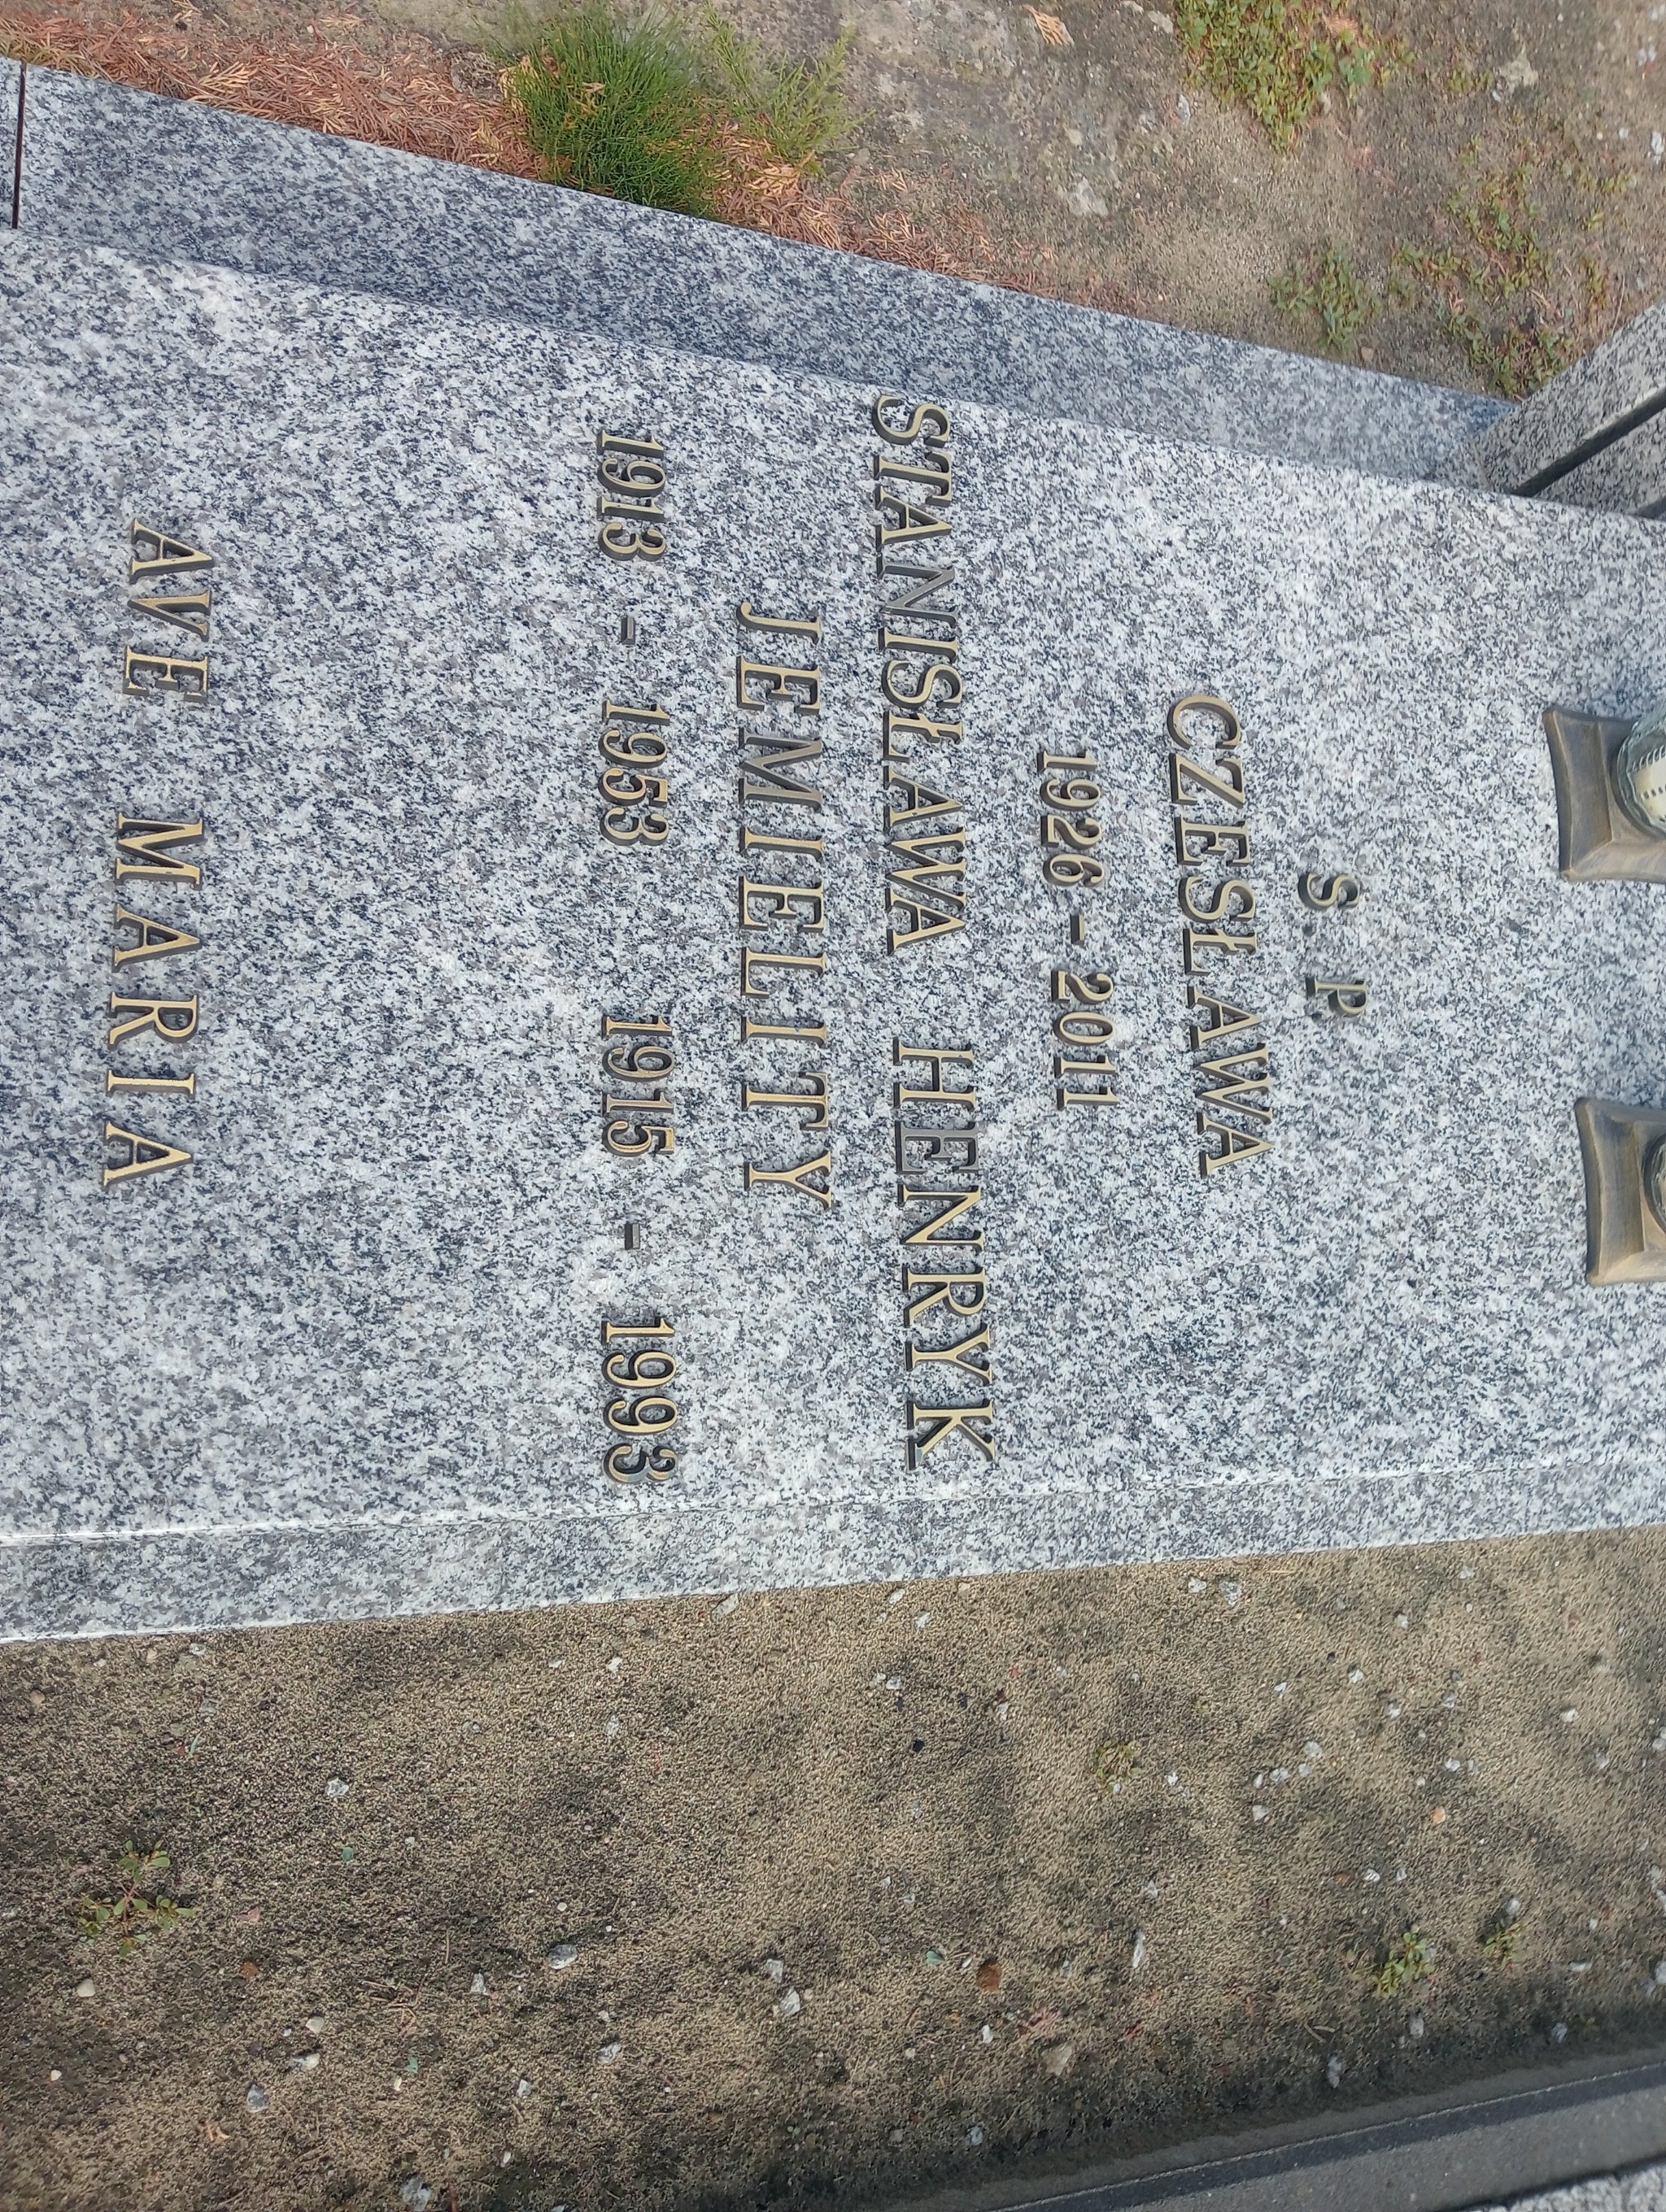 Ś. P.
CZESŁAWA
1926 - 2011
STANISŁAWA HENRYK
JEMIELITY
1913 - 1953 1915 - 1993
AVE MARIA